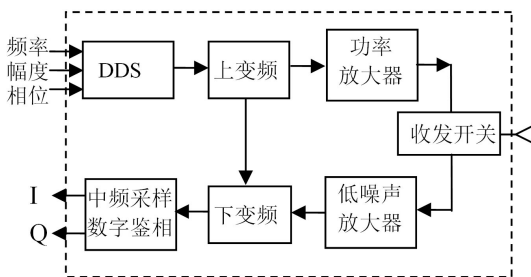 频率
幅度
相位
DDS
上变频
功率
放大器
收发开关
I
Q
中频采样
数字鉴相
下变频
低噪声
放大器